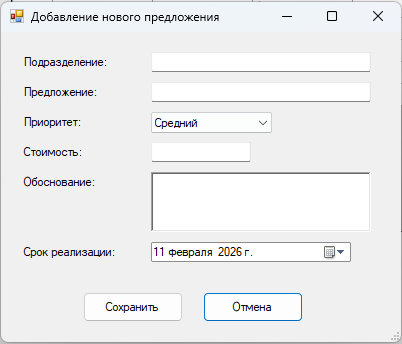 Добавление нового предложения
Подразделение:
Предложение:
Приоритет: Средний
Стоимость:
Обоснование:
Срок реализации: 11 февраля 2026 г.
Сохранить Отмена